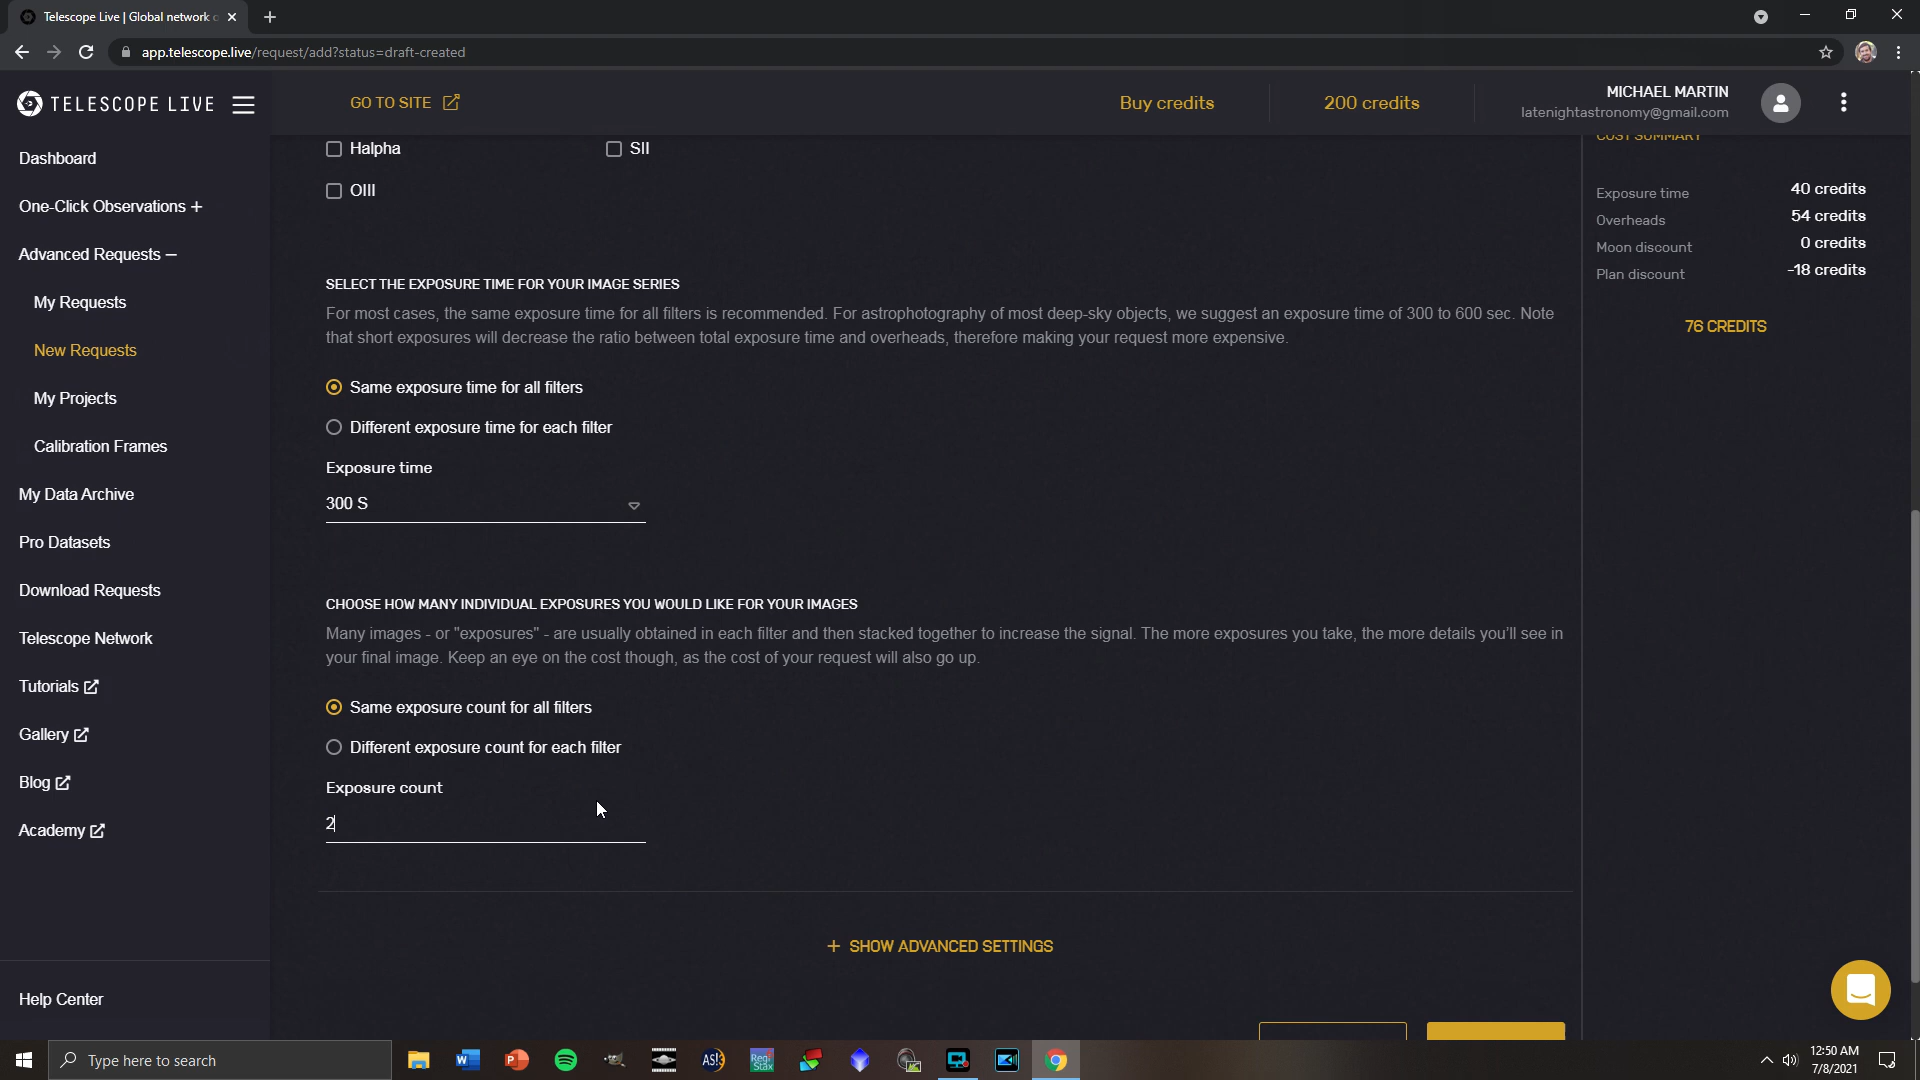 Telescope Live | Global network o
app.telescope.live/request/add?status=draft-created
TELESCOPE LIVE
GO TO SITE
Buy credits
200 credits
MICHAEL MARTIN
latenightastronomy@gmail.com
Dashboard
One-Click Observations +
Advanced Requests –
My Requests
New Requests
My Projects
Calibration Frames
My Data Archive
Pro Datasets
Download Requests
Telescope Network
Tutorials
Gallery
Blog
Academy
Help Center
Halpha
SII
OIII
SELECT THE EXPOSURE TIME FOR YOUR IMAGE SERIES
For most cases, the same exposure time for all filters is recommended. For astrophotography of most deep-sky objects, we suggest an exposure time of 300 to 600 sec. Note
that short exposures will decrease the ratio between total exposure time and overheads, therefore making your request more expensive.
Same exposure time for all filters
Different exposure time for each filter
Exposure time
300 S
CHOOSE HOW MANY INDIVIDUAL EXPOSURES YOU WOULD LIKE FOR YOUR IMAGES
Many images - or "exposures" - are usually obtained in each filter and then stacked together to increase the signal. The more exposures you take, the more details you'll see in
your final image. Keep an eye on the cost though, as the cost of your request will also go up.
Same exposure count for all filters
Different exposure count for each filter
Exposure count
2
+ SHOW ADVANCED SETTINGS
COST SUMMARY
Exposure time 40 credits
Overheads 54 credits
Moon discount 0 credits
Plan discount -18 credits
76 CREDITS
Type here to search
AS!3
Regi
Stax
12:50 AM
7/8/2021